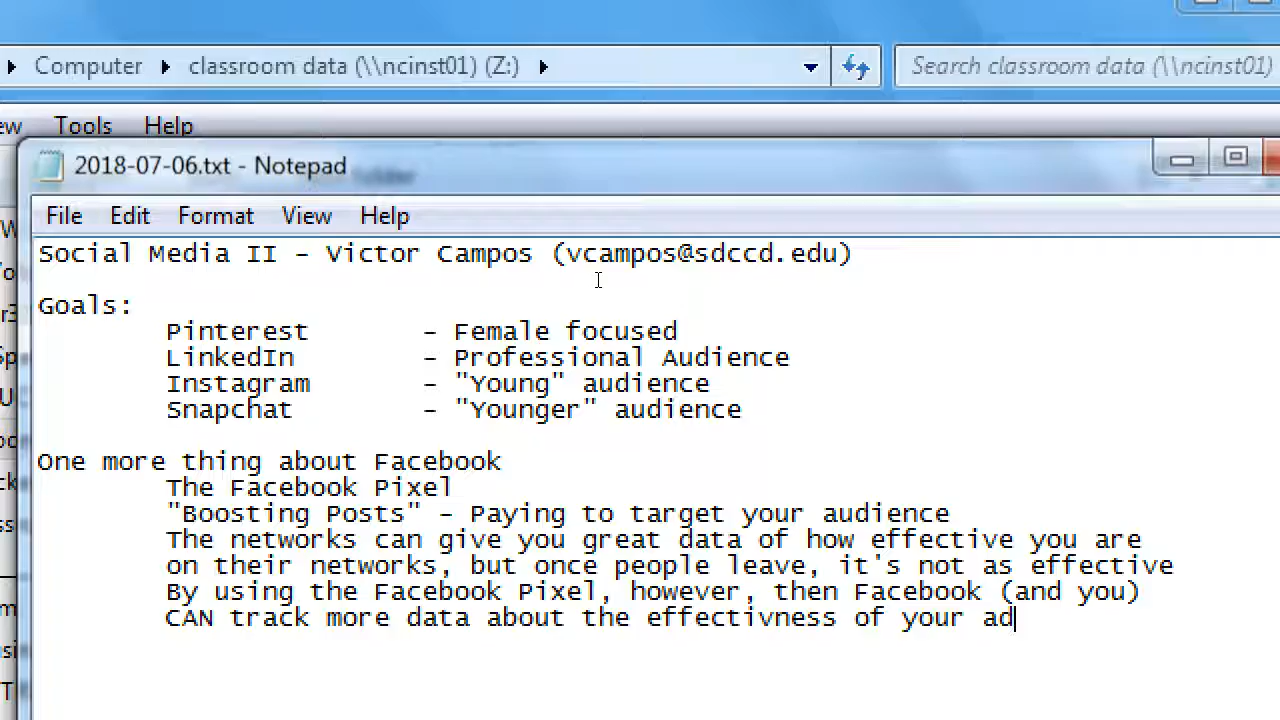 Computer classroom data (\\ncinst01) (Z:) Search classroom data (\\ncinst01)
Tools Help
2018-07-06.txt - Notepad
File Edit Format View Help
Social Media II - Victor Campos (vcampos@sdccd.edu)
Goals:
Pinterest - Female focused
LinkedIn - Professional Audience
Instagram - "Young" audience
Snapchat - "Younger" audience
One more thing about Facebook
The Facebook Pixel
"Boosting Posts" - Paying to target your audience
The networks can give you great data of how effective you are
on their networks, but once people leave, it's not as effective
By using the Facebook Pixel, however, then Facebook (and you)
CAN track more data about the effectivness of your ad